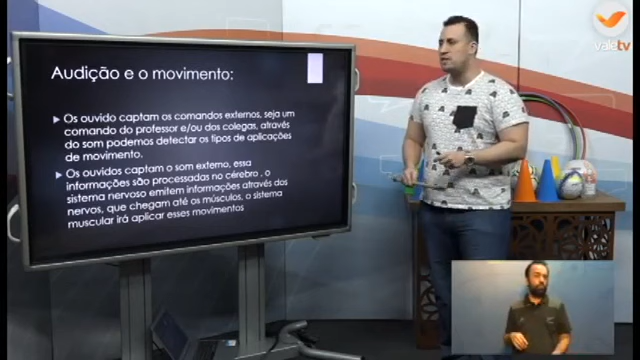 vale tv
Audição e o movimento:
Os ouvido captam os comandos externos, seja um
comando do professor e/ou dos colegas, através
do som podemos detectar os tipos de aplicações
de movimento.
Os ouvidos captam o som externo, essa
informações são processadas no cérebro , o
sistema nervoso emitem informações através dos
nervos, que chegam até os músculos, o sistema
muscular irá aplicar esses movimentos